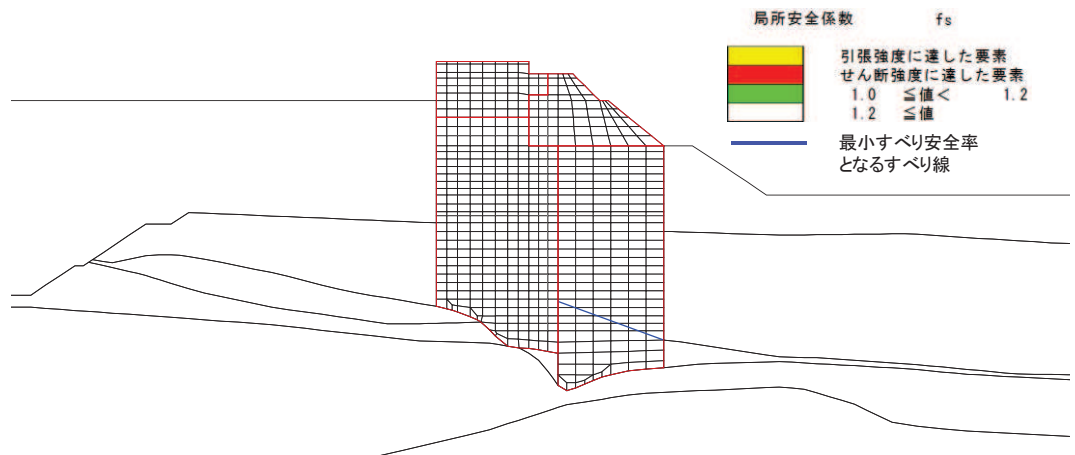 局所安全係数 fs
引張強度に達した要素
せん断強度に達した要素
1.0 ≦値< 1.2
1.2 ≦値
最小すべり安全率
となるすべり線